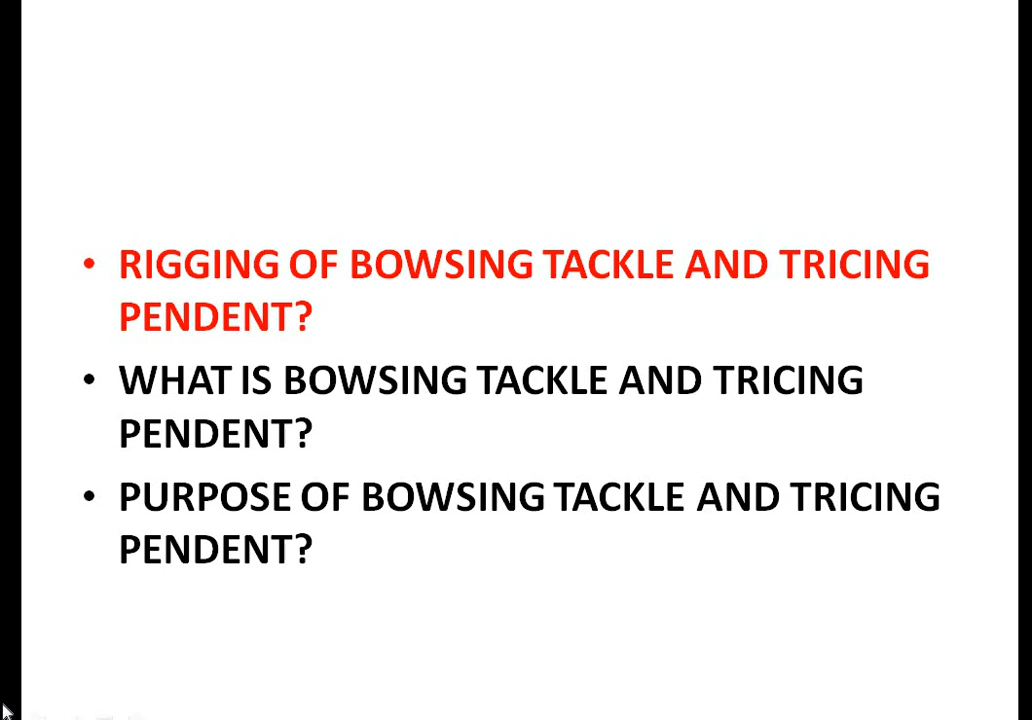 • RIGGING OF BOWSING TACKLE AND TRICING
PENDENT?
• WHAT IS BOWSING TACKLE AND TRICING
PENDENT?
• PURPOSE OF BOWSING TACKLE AND TRICING
PENDENT?